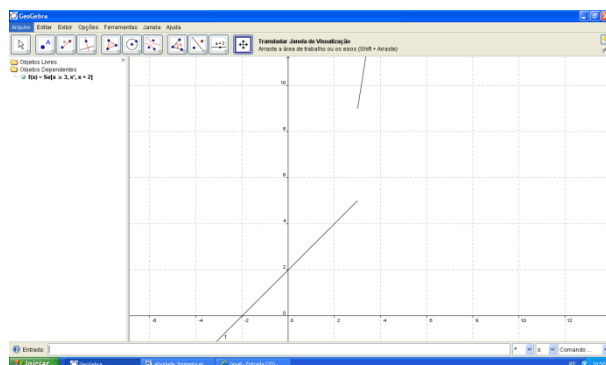 GeoGebra
Arquivo Editar Exibir Opções Ferramentas Janela Ajuda
Transladar Janela de Visualização
Arraste a área de trabalho ou os eixos (Shift + Arraste)
Objetos Livres
Objetos Dependentes
f(x) = Se[x ≥ 3, x², x + 2]
10
8
6
4
2
0
-6 -4 -2 0 2 4 6 8 10 12
f
Entrada:
α Comando ...
Iniciar GeoGebra